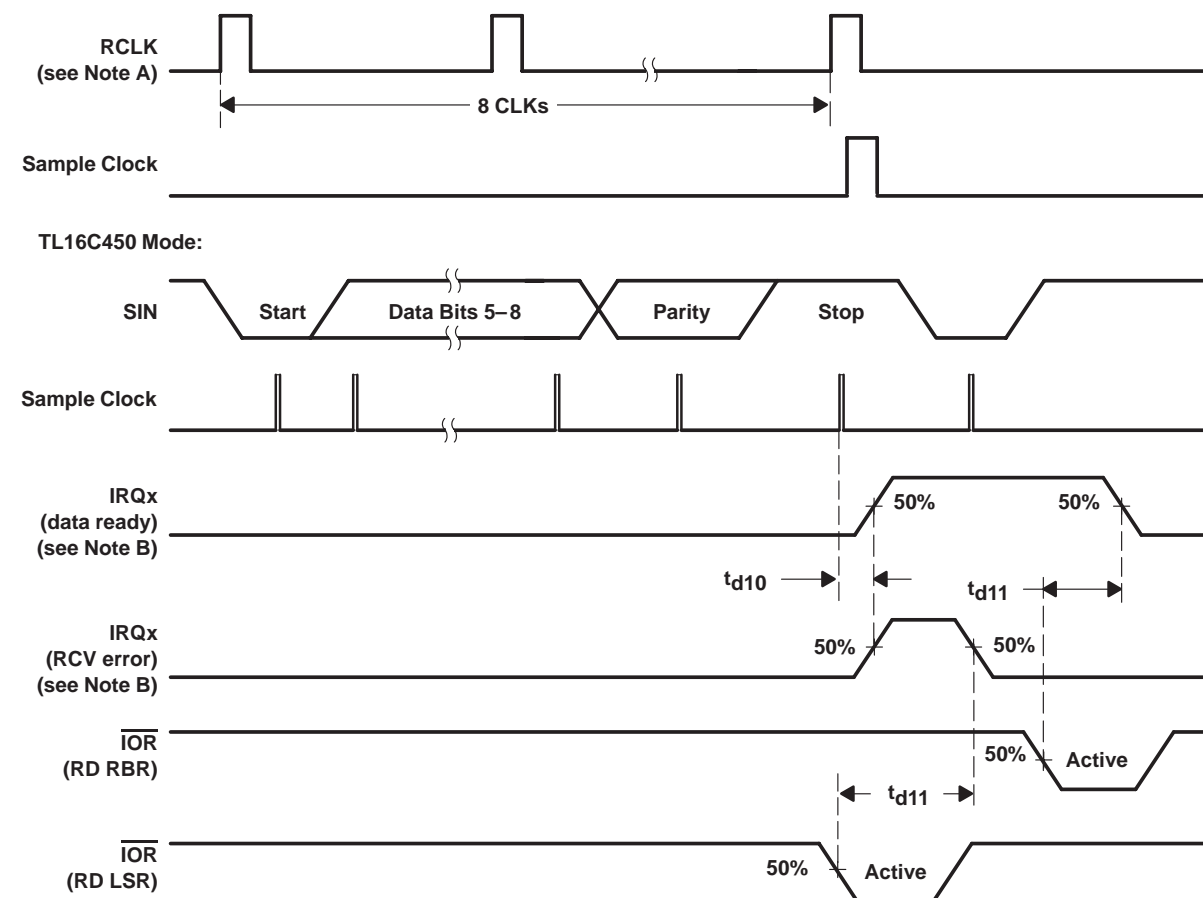 RCLK
(see Note A)
8 CLKs
Sample Clock
TL16C450 Mode:
SIN
Start
Data Bits 5–8
Parity
Stop
Sample Clock
IRQx
(data ready)
(see Note B)
50%
50%
td10
td11
IRQx
(RCV error)
(see Note B)
50%
50%
IOR
(RD RBR)
50%
Active
td11
IOR
(RD LSR)
50%
Active